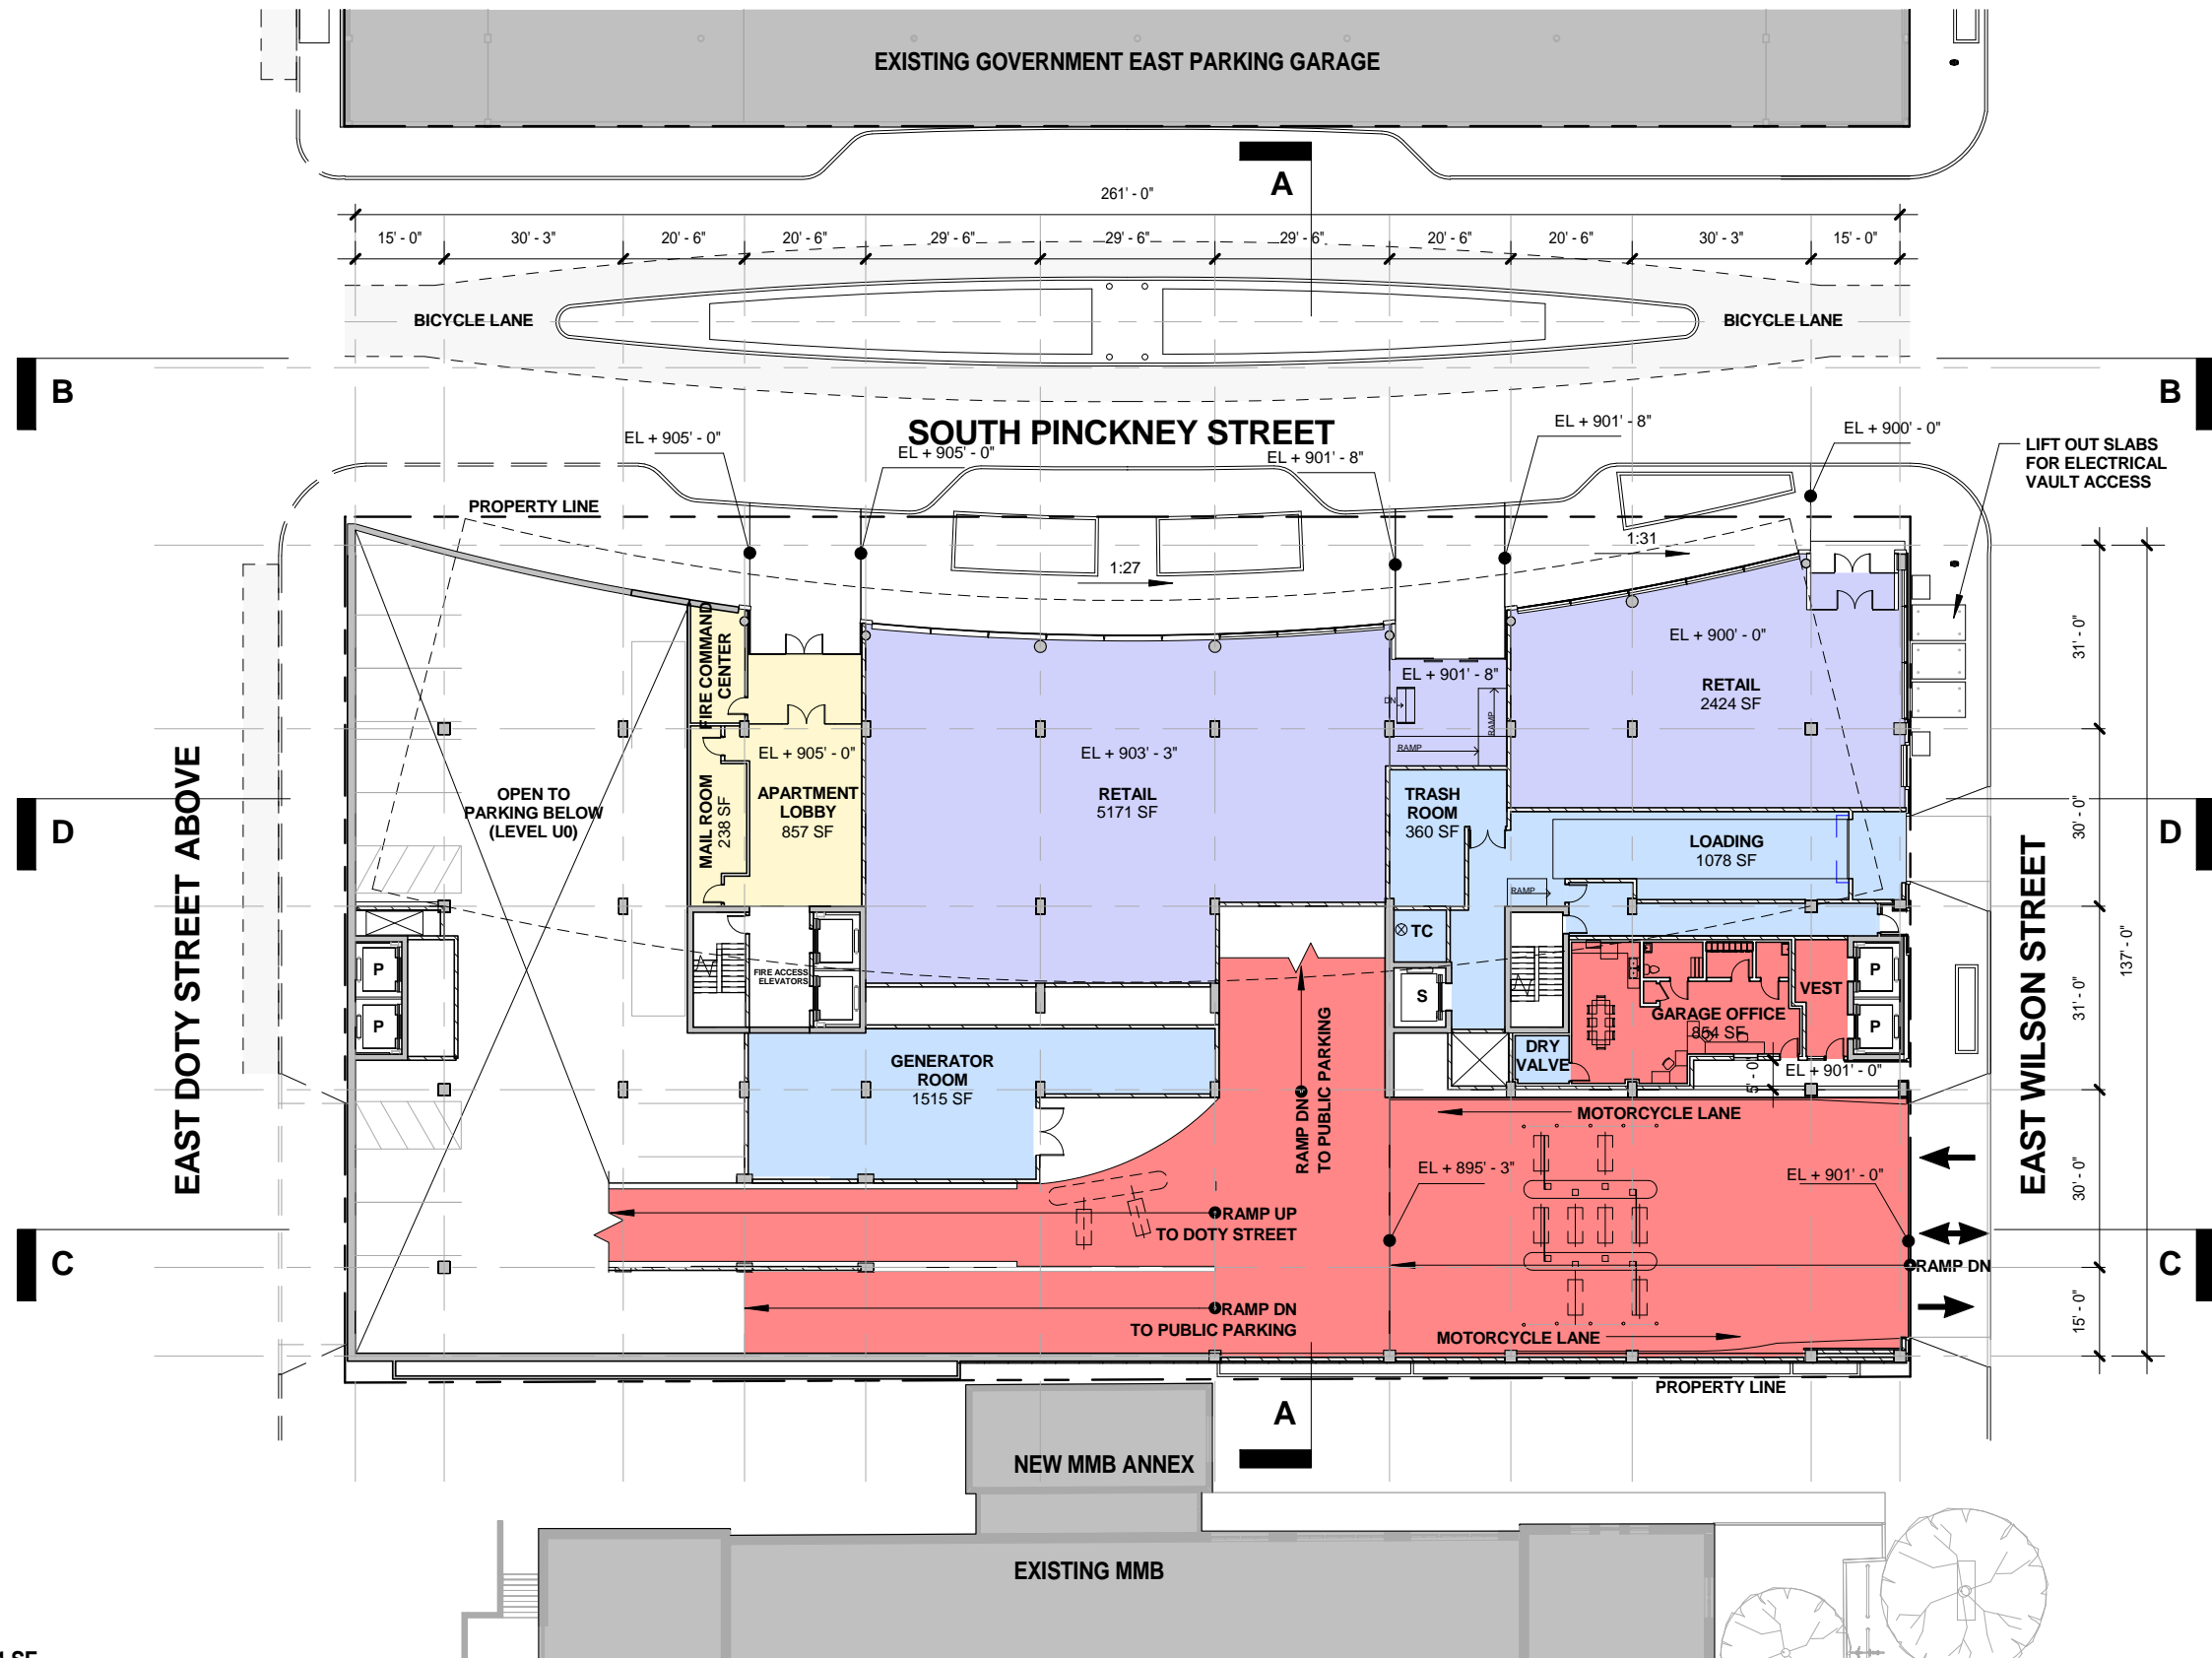 EXISTING GOVERNMENT EAST PARKING GARAGE
A
261' - 0"
15' - 0"
30' - 3"
20' - 6"
20' - 6"
29' - 6"
29' - 6"
29' - 6"
20' - 6"
20' - 6"
30' - 3"
15' - 0"
BICYCLE LANE
BICYCLE LANE
B
B
SOUTH PINCKNEY STREET
EL + 905' - 0"
EL + 905' - 0"
EL + 901' - 8"
EL + 901' - 8"
EL + 900' - 0"
LIFT OUT SLABS
FOR ELECTRICAL
VAULT ACCESS
PROPERTY LINE
1:27
1:31
FIRE COMMAND
CENTER
EL + 900' - 0"
EL + 901' - 8"
RETAIL
2424 SF
DN
RAMP
RAMP
31' - 0"
EL + 905' - 0"
EL + 903' - 3"
OPEN TO
PARKING BELOW
(LEVEL U0)
MAIL ROOM
238 SF
APARTMENT
LOBBY
857 SF
RETAIL
5171 SF
TRASH
ROOM
360 SF
LOADING
1078 SF
RAMP
30' - 0"
D
D
EAST DOTY STREET ABOVE
EAST WILSON STREET
137' - 0"
TC
P
P
FIRE ACCESS
ELEVATORS
S
VEST
P
P
GARAGE OFFICE
854 SF
31' - 0"
DRY
VALVE
EL + 901' - 0"
5' - 0"
GENERATOR
ROOM
1515 SF
RAMP DN
TO PUBLIC PARKING
MOTORCYCLE LANE
EL + 895' - 3"
EL + 901' - 0"
30' - 0"
RAMP UP
TO DOTY STREET
C
C
RAMP DN
RAMP DN
TO PUBLIC PARKING
MOTORCYCLE LANE
15' - 0"
PROPERTY LINE
A
NEW MMB ANNEX
EXISTING MMB